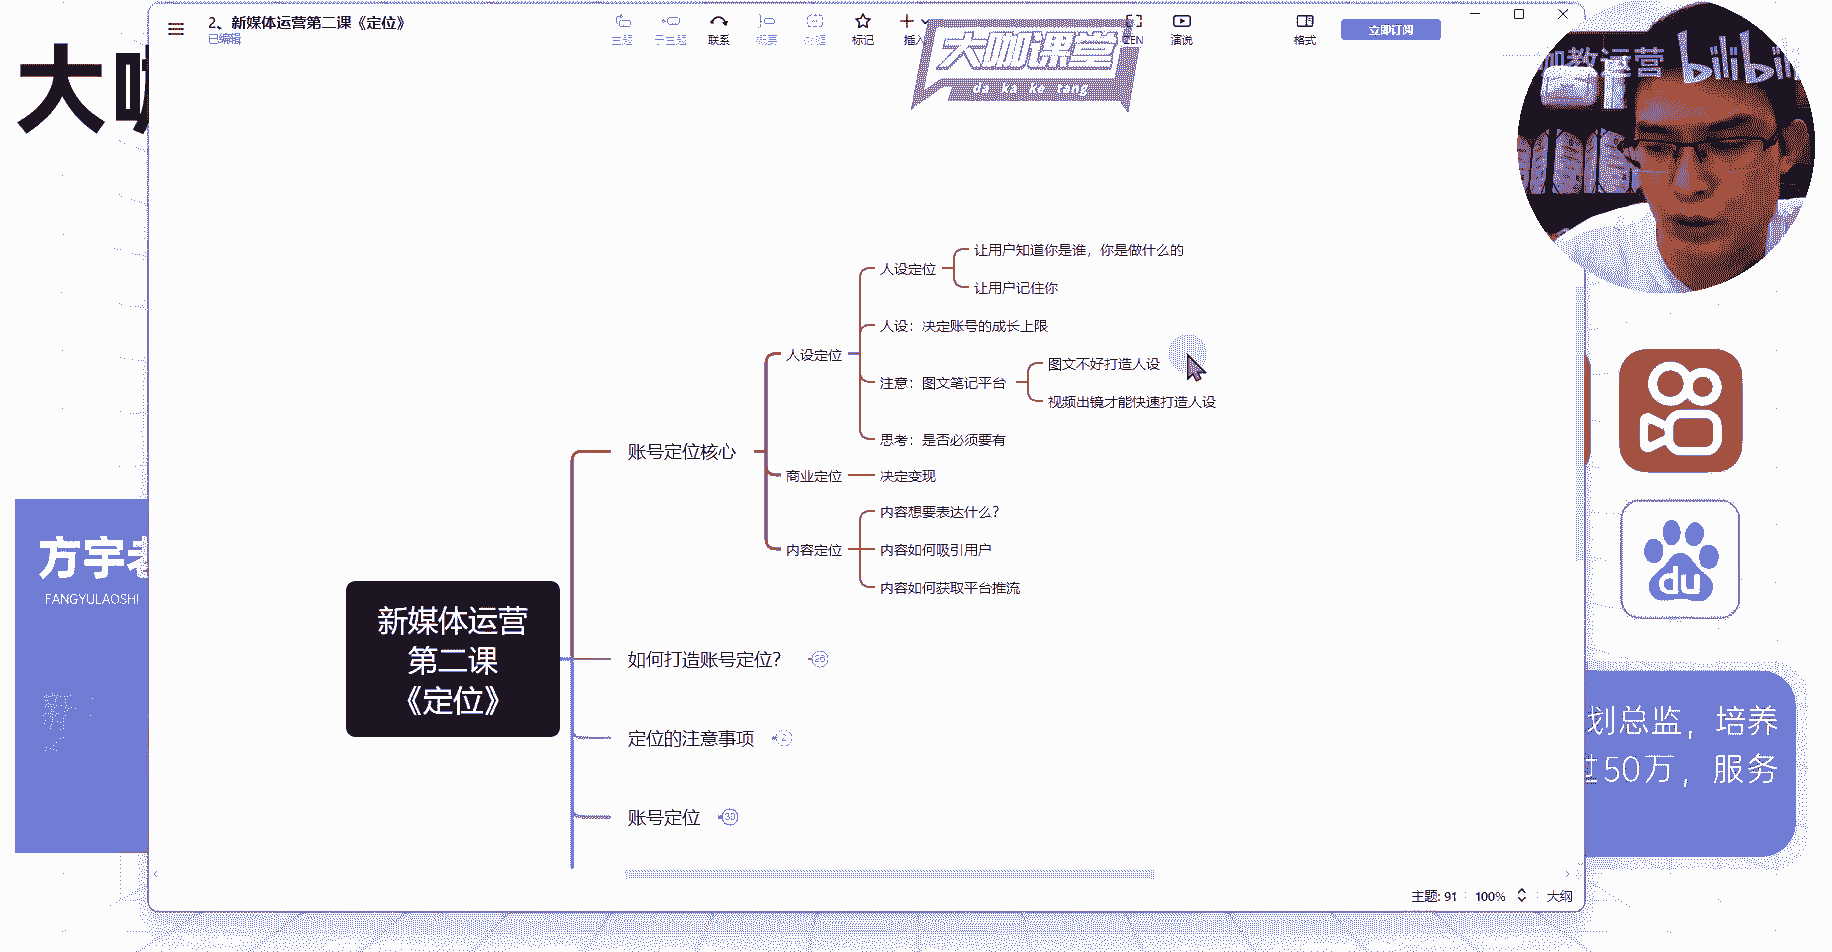 2、新媒体运营第二课《定位》
已编辑
主题
子主题
联系
概要
标记
插入
ZEN
演说
格式
立即订阅
大咖课堂
da ka ke tang
咖教运营 bilibili
大咖
让用户知道你是谁，你是做什么的
人设定位
让用户记住你
人设：决定账号的成长上限
人设定位
图文不好打造人设
注意：图文笔记平台
视频出镜才能快速打造人设
思考：是否必须要有
账号定位核心
商业定位
决定变现
内容想要表达什么？
内容定位
内容如何吸引用户
内容如何获取平台推流
方宇老
FANGYULAOSHI
新媒体运营
第二课
《定位》
如何打造账号定位？
26
定位的注意事项
账号定位
30
du
划总监，培养
过50万，服务
主题: 91
100%
大纲